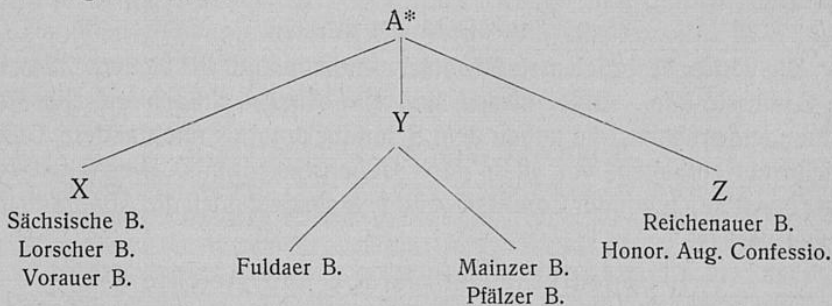 A*
Y
X
Sächsische B.
Lorscher B.
Vorauer B.
Fuldaer B.
Mainzer B.
Pfälzer B.
Z
Reichenauer B.
Honor. Aug. Confessio.